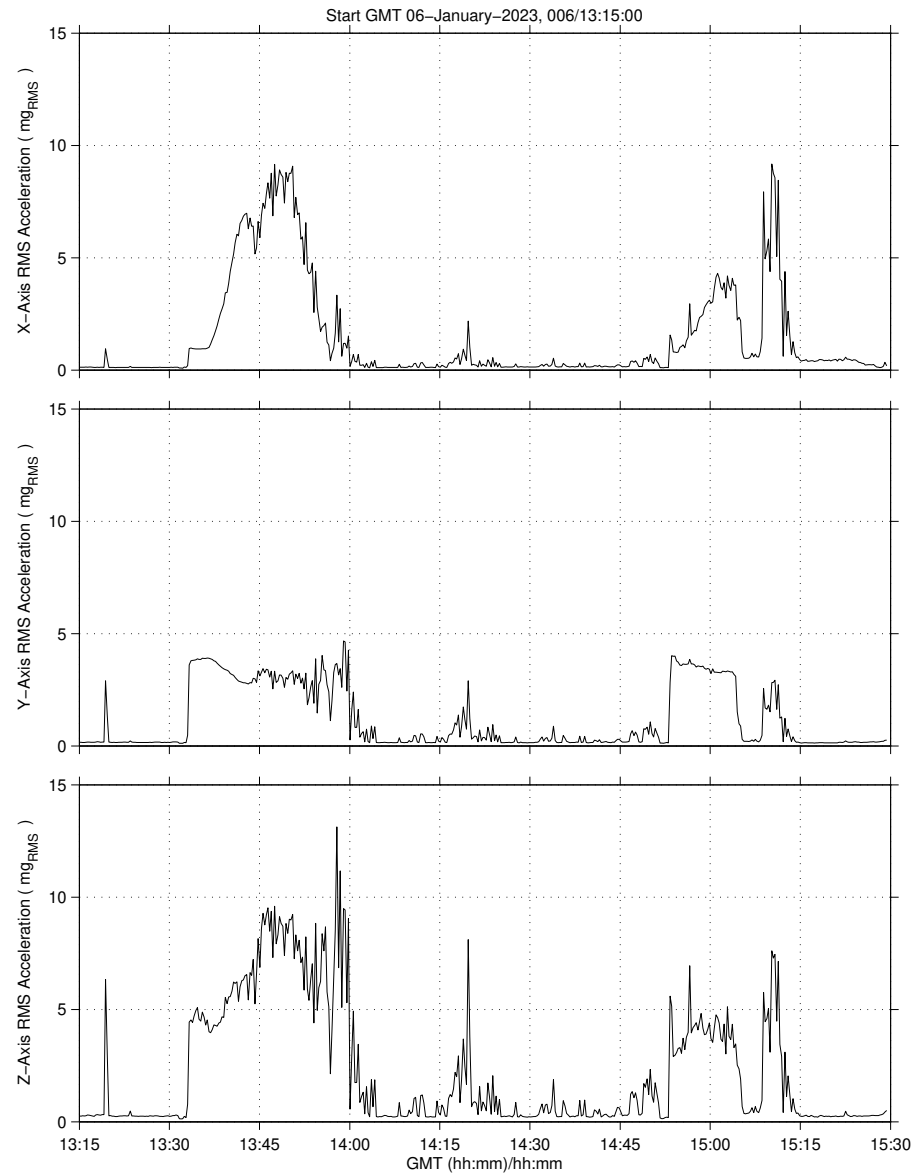 Start GMT 06−January−2023, 006/13:15:00
15
10
5
0
X−Axis RMS Acceleration ( mgRMS )
15
10
5
0
Y−Axis RMS Acceleration ( mgRMS )
15
10
5
0
Z−Axis RMS Acceleration ( mgRMS )
13:15 13:30 13:45 14:00 14:15 14:30 14:45 15:00 15:15 15:30
GMT (hh:mm)/hh:mm